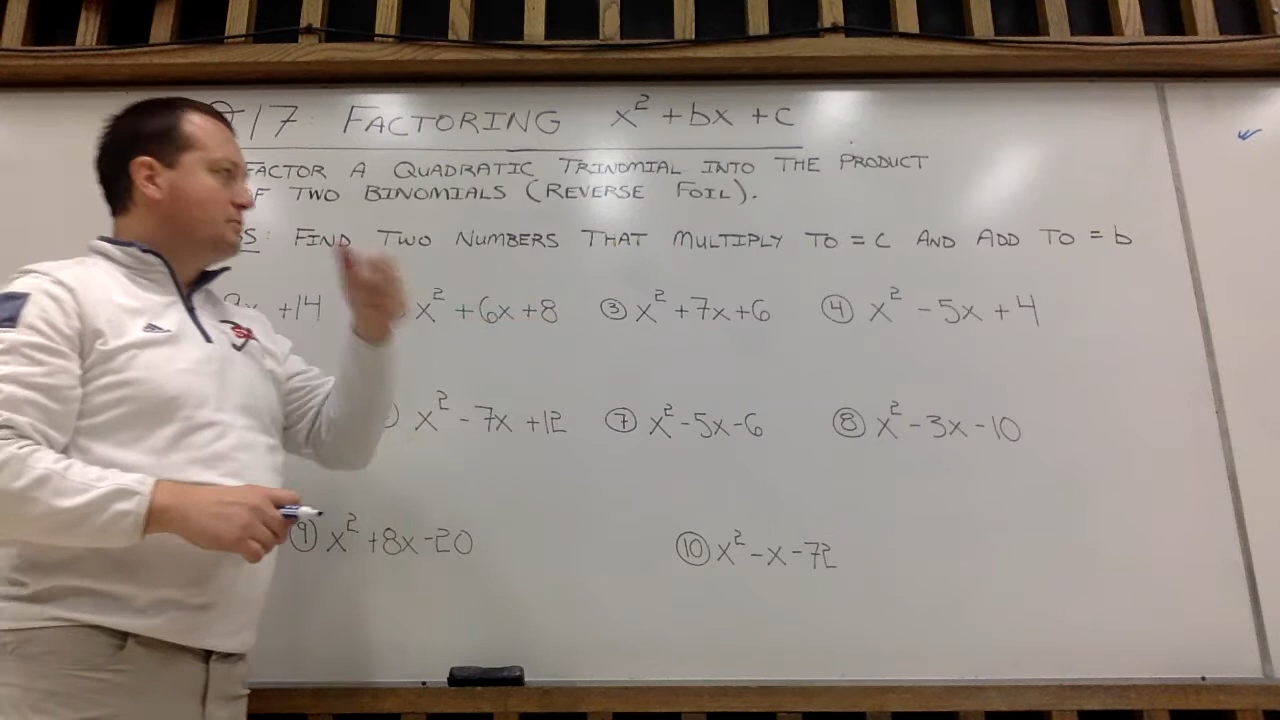 17: FACTORING x² + bx + c
FACTOR A QUADRATIC TRINOMIAL INTO THE PRODUCT
OF TWO BINOMIALS (REVERSE FOIL).
S: FIND TWO NUMBERS THAT MULTIPLY TO = C AND ADD TO = b
9x +14 x² + 6x + 8 ③ x² + 7x + 6 ④ x² - 5x + 4
x² - 7x + 12 ⑦ x² - 5x - 6 ⑧ x² - 3x - 10
⑨ x² + 8x - 20 ⑩ x² - x - 72